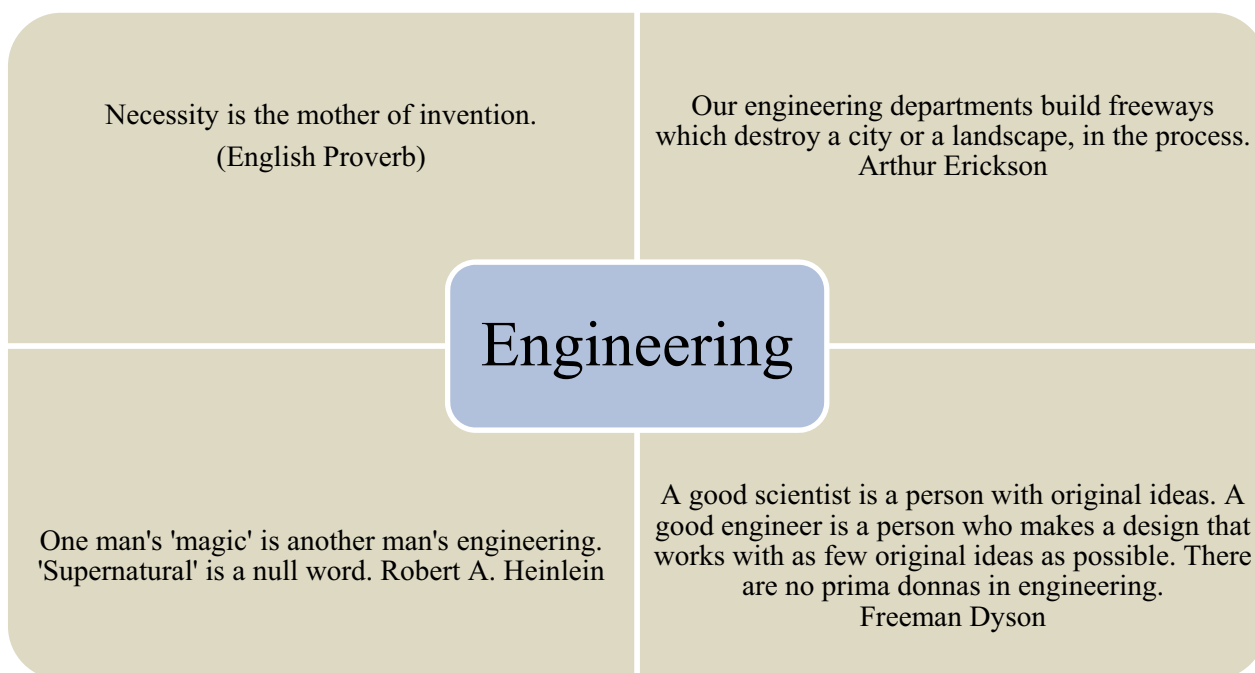 Necessity is the mother of invention.
(English Proverb)
Our engineering departments build freeways
which destroy a city or a landscape, in the process.
Arthur Erickson
Engineering
One man's 'magic' is another man's engineering.
'Supernatural' is a null word. Robert A. Heinlein
A good scientist is a person with original ideas. A
good engineer is a person who makes a design that
works with as few original ideas as possible. There
are no prima donnas in engineering.
Freeman Dyson